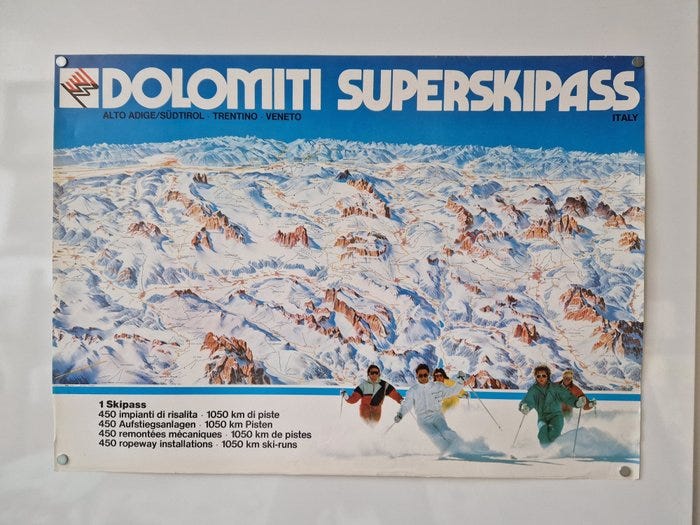 DOLOMITI SUPERSKIPASS
ALTO ADIGE/SÜDTIROL · TRENTINO · VENETO
ITALY
1 Skipass
450 impianti di risalita · 1050 km di piste
450 Aufstiegsanlagen · 1050 km Pisten
450 remontées mécaniques · 1050 km de pistes
450 ropeway installations · 1050 km ski-runs